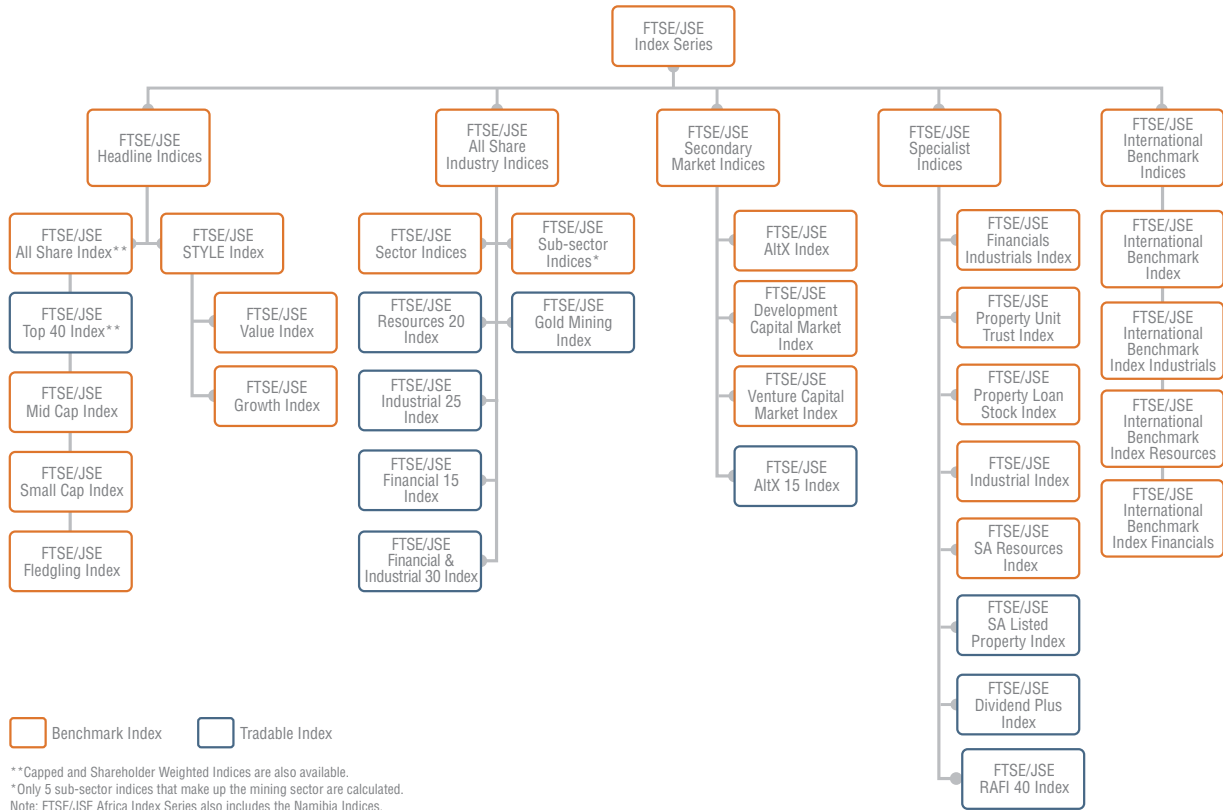 FTSE/JSE
Index Series
FTSE/JSE
Headline Indices
FTSE/JSE
All Share
Industry Indices
FTSE/JSE
Secondary
Market Indices
FTSE/JSE
Specialist
Indices
FTSE/JSE
International
Benchmark
Indices
FTSE/JSE
All Share Index**
FTSE/JSE
STYLE Index
FTSE/JSE
Top 40 Index**
FTSE/JSE
Value Index
FTSE/JSE
Mid Cap Index
FTSE/JSE
Growth Index
FTSE/JSE
Small Cap Index
FTSE/JSE
Fledgling Index
FTSE/JSE
Sector Indices
FTSE/JSE
Sub-sector
Indices*
FTSE/JSE
Resources 20
Index
FTSE/JSE
Gold Mining
Index
FTSE/JSE
Industrial 25
Index
FTSE/JSE
Financial 15
Index
FTSE/JSE
Financial &
Industrial 30 Index
FTSE/JSE
AltX Index
FTSE/JSE
Development
Capital Market
Index
FTSE/JSE
Venture Capital
Market Index
FTSE/JSE
AltX 15 Index
FTSE/JSE
Financials
Industrials Index
FTSE/JSE
Property Unit
Trust Index
FTSE/JSE
Property Loan
Stock Index
FTSE/JSE
Industrial Index
FTSE/JSE
SA Resources
Index
FTSE/JSE
SA Listed
Property Index
FTSE/JSE
Dividend Plus
Index
FTSE/JSE
RAFI 40 Index
FTSE/JSE
International
Benchmark
Index
FTSE/JSE
International
Benchmark
Index Industrials
FTSE/JSE
International
Benchmark
Index Resources
FTSE/JSE
International
Benchmark
Index Financials
Benchmark Index
Tradable Index
**Capped and Shareholder Weighted Indices are also available.
*Only 5 sub-sector indices that make up the mining sector are calculated.
Note: FTSE/JSE Africa Index Series also includes the Namibia Indices.